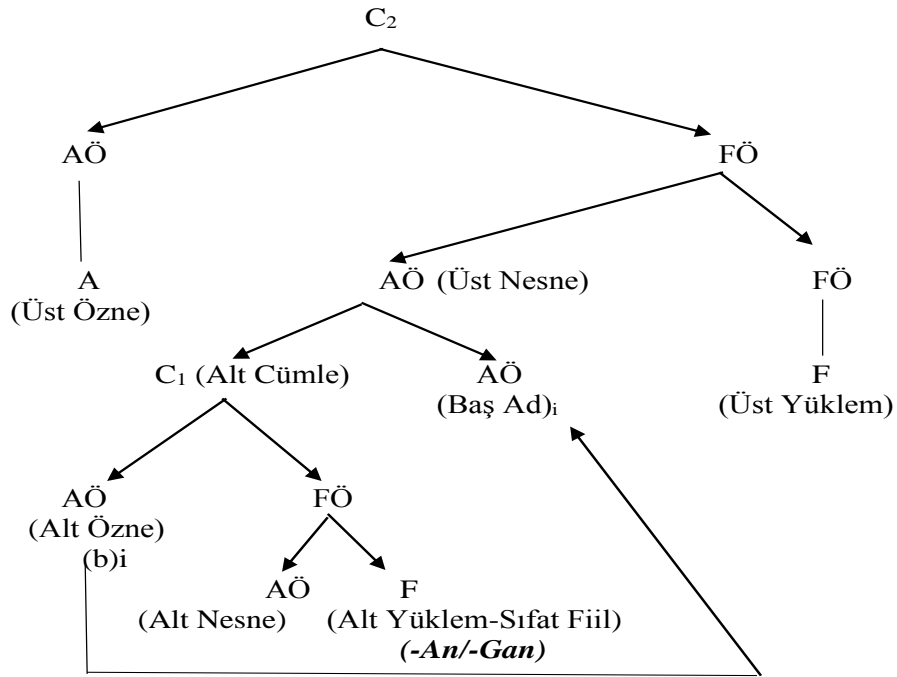 C₂
AÖ FÖ
A AÖ (Üst Nesne) FÖ
(Üst Özne)
C₁ (Alt Cümle) AÖ F
(Baş Ad)ᵢ (Üst Yüklem)
AÖ FÖ
(Alt Özne)
(b)i
AÖ F
(Alt Nesne) (Alt Yüklem-Sıfat Fiil)
(-An/-Gan)